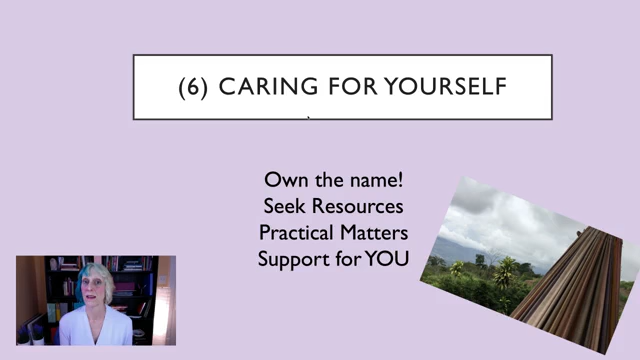 (6) CARING FOR YOURSELF
Own the name!
Seek Resources
Practical Matters
Support for YOU